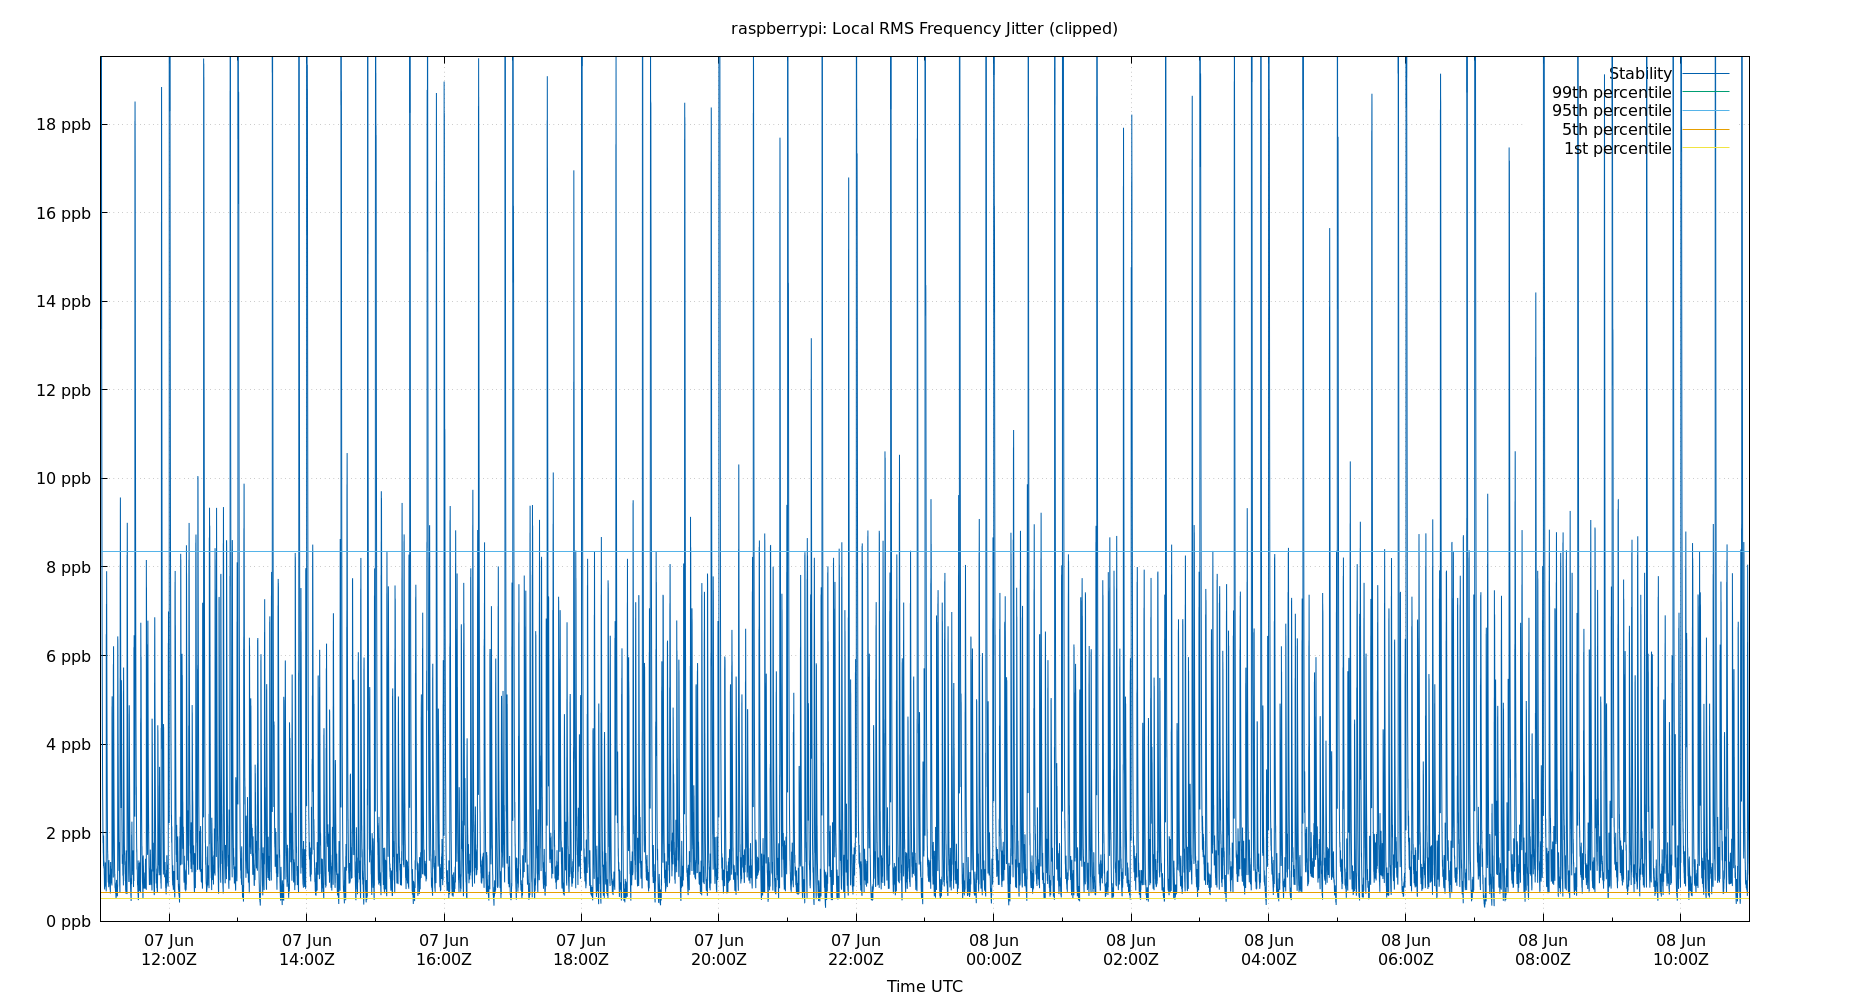 raspberrypi: Local RMS Frequency Jitter (clipped)
Stability
99th percentile
95th percentile
5th percentile
1st percentile
18 ppb
16 ppb
14 ppb
12 ppb
10 ppb
8 ppb
6 ppb
4 ppb
2 ppb
0 ppb
07 Jun 07 Jun 07 Jun 07 Jun 07 Jun 07 Jun 08 Jun 08 Jun 08 Jun 08 Jun 08 Jun 08 Jun
12:00Z 14:00Z 16:00Z 18:00Z 20:00Z 22:00Z 00:00Z 02:00Z 04:00Z 06:00Z 08:00Z 10:00Z
Time UTC